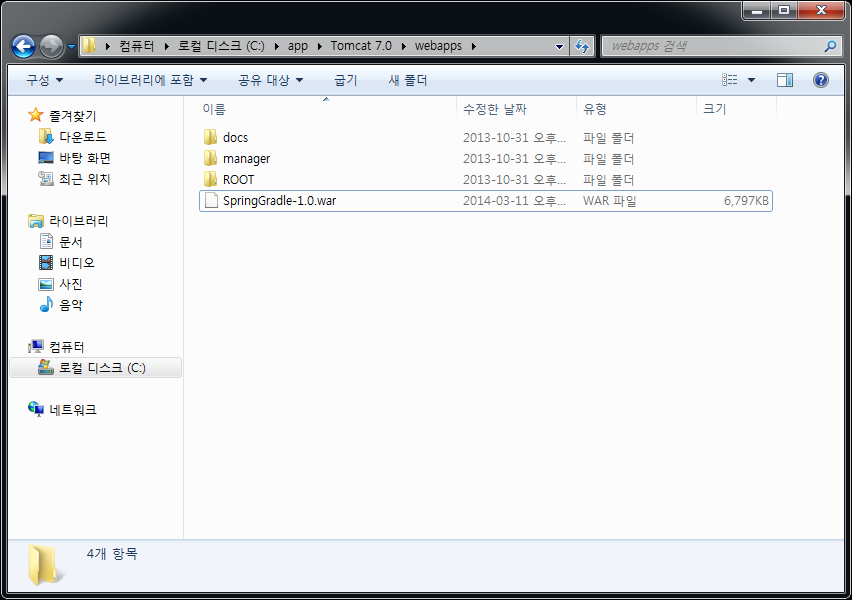 컴퓨터 ▸ 로컬 디스크 (C:) ▸ app ▸ Tomcat 7.0 ▸ webapps ▸
webapps 검색
구성 라이브러리에 포함 공유 대상 굽기 새 폴더
즐겨찾기
다운로드
바탕 화면
최근 위치
라이브러리
문서
비디오
사진
음악
컴퓨터
로컬 디스크 (C:)
네트워크
이름 수정한 날짜 유형 크기
docs 2013-10-31 오후... 파일 폴더
manager 2013-10-31 오후... 파일 폴더
ROOT 2013-10-31 오후... 파일 폴더
SpringGradle-1.0.war 2014-03-11 오후... WAR 파일 6,797KB
4개 항목